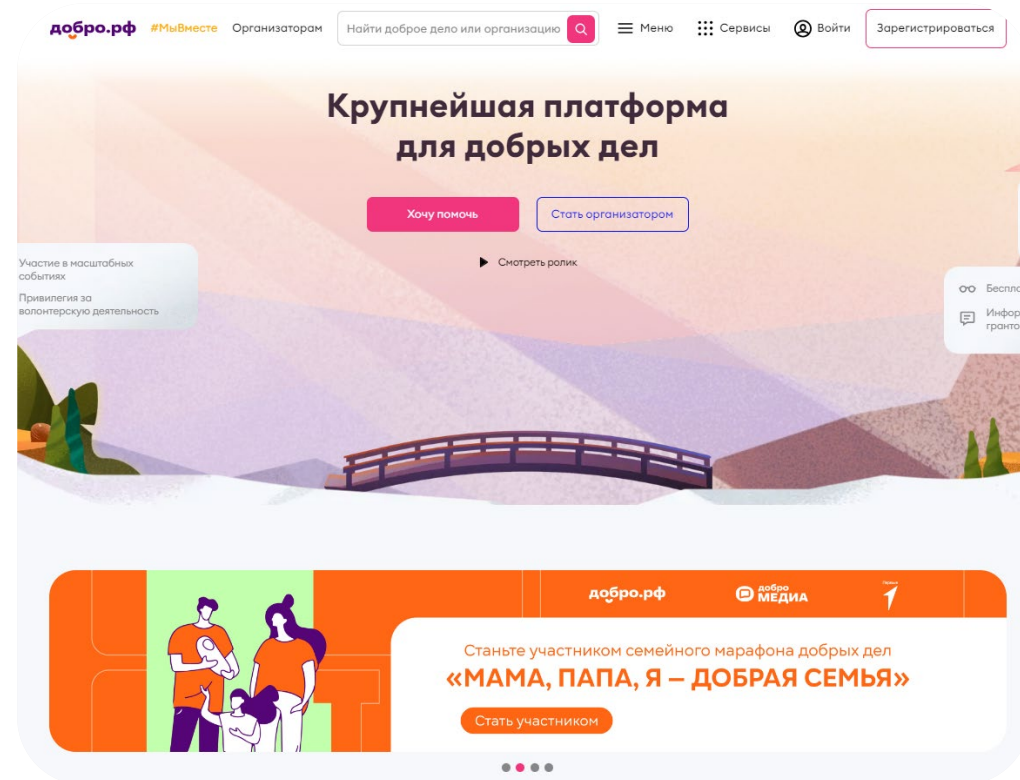 добро.рф #МыВместе Организаторам Найти доброе дело или организацию Меню Сервисы Войти Зарегистрироваться
Крупнейшая платформа
для добрых дел
Хочу помочь Стать организатором
Смотреть ролик
Участие в масштабных
событиях
Привилегия за
волонтерскую деятельность
добро.рф добро
МЕДИА
Станьте участником семейного марафона добрых дел
«МАМА, ПАПА, Я – ДОБРАЯ СЕМЬЯ»
Стать участником